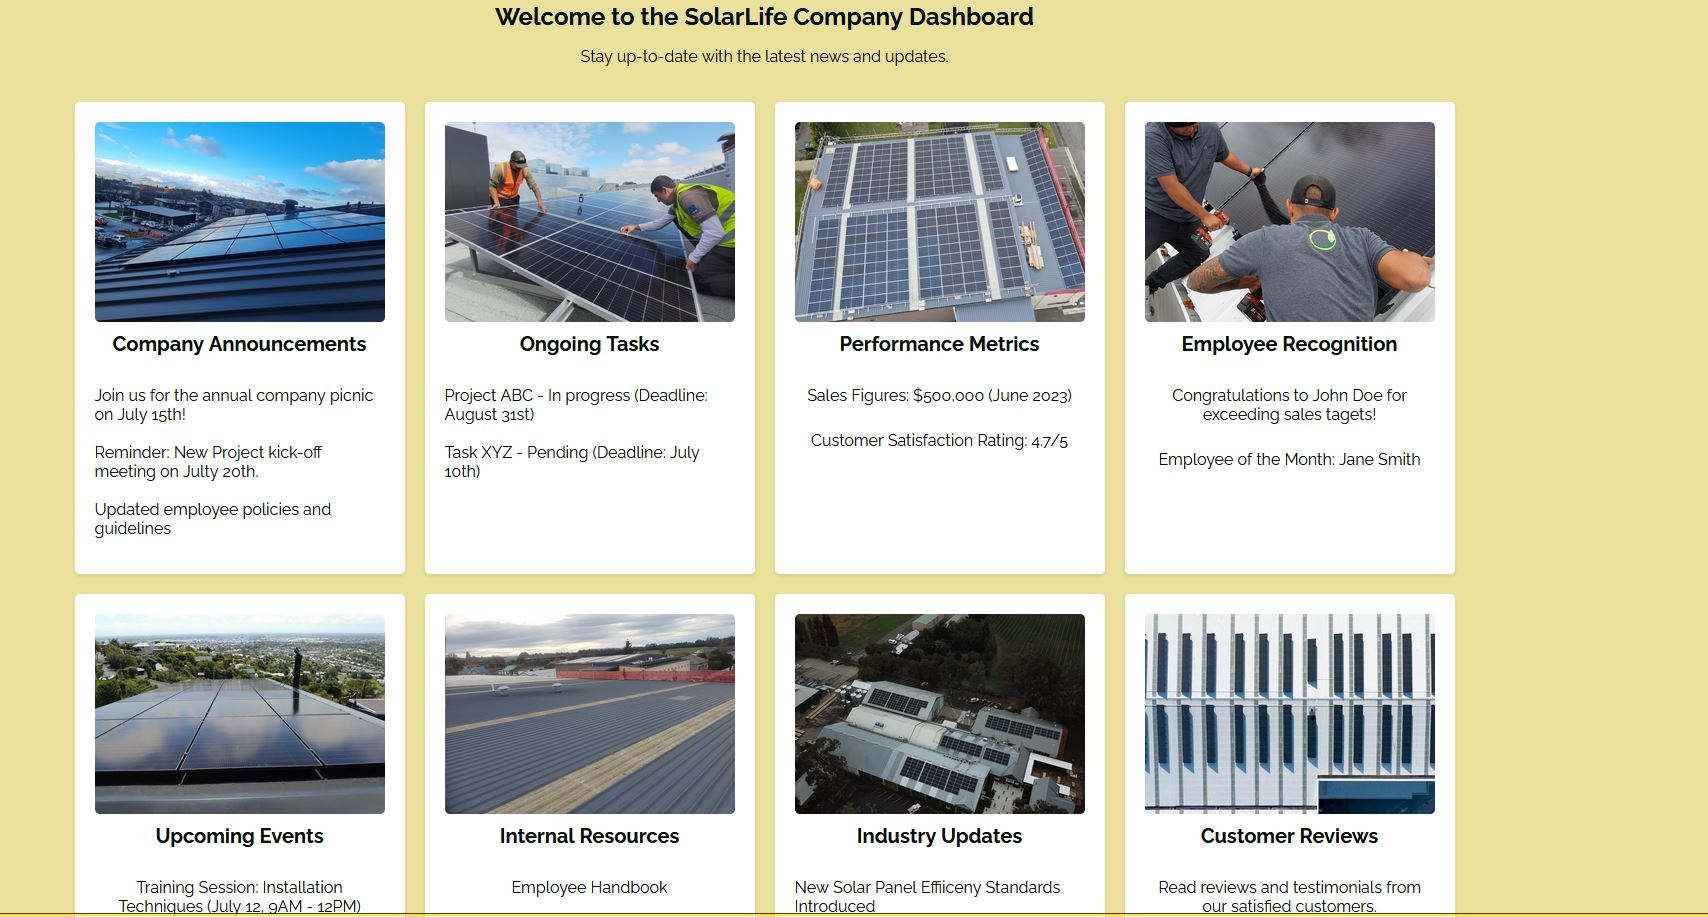 Welcome to the SolarLife Company Dashboard
Stay up-to-date with the latest news and updates.
Company Announcements
Join us for the annual company picnic
on July 15th!
Reminder: New Project kick-off
meeting on Julty 20th.
Updated employee policies and
guidelines
Ongoing Tasks
Project ABC - In progress (Deadline:
August 31st)
Task XYZ - Pending (Deadline: July
10th)
Performance Metrics
Sales Figures: $500,000 (June 2023)
Customer Satisfaction Rating: 4.7/5
Employee Recognition
Congratulations to John Doe for
exceeding sales tagets!
Employee of the Month: Jane Smith
Upcoming Events
Training Session: Installation
Techniques (July 12, 9AM - 12PM)
Internal Resources
Employee Handbook
Industry Updates
New Solar Panel Effiiceny Standards
Introduced
Customer Reviews
Read reviews and testimonials from
our satisfied customers.